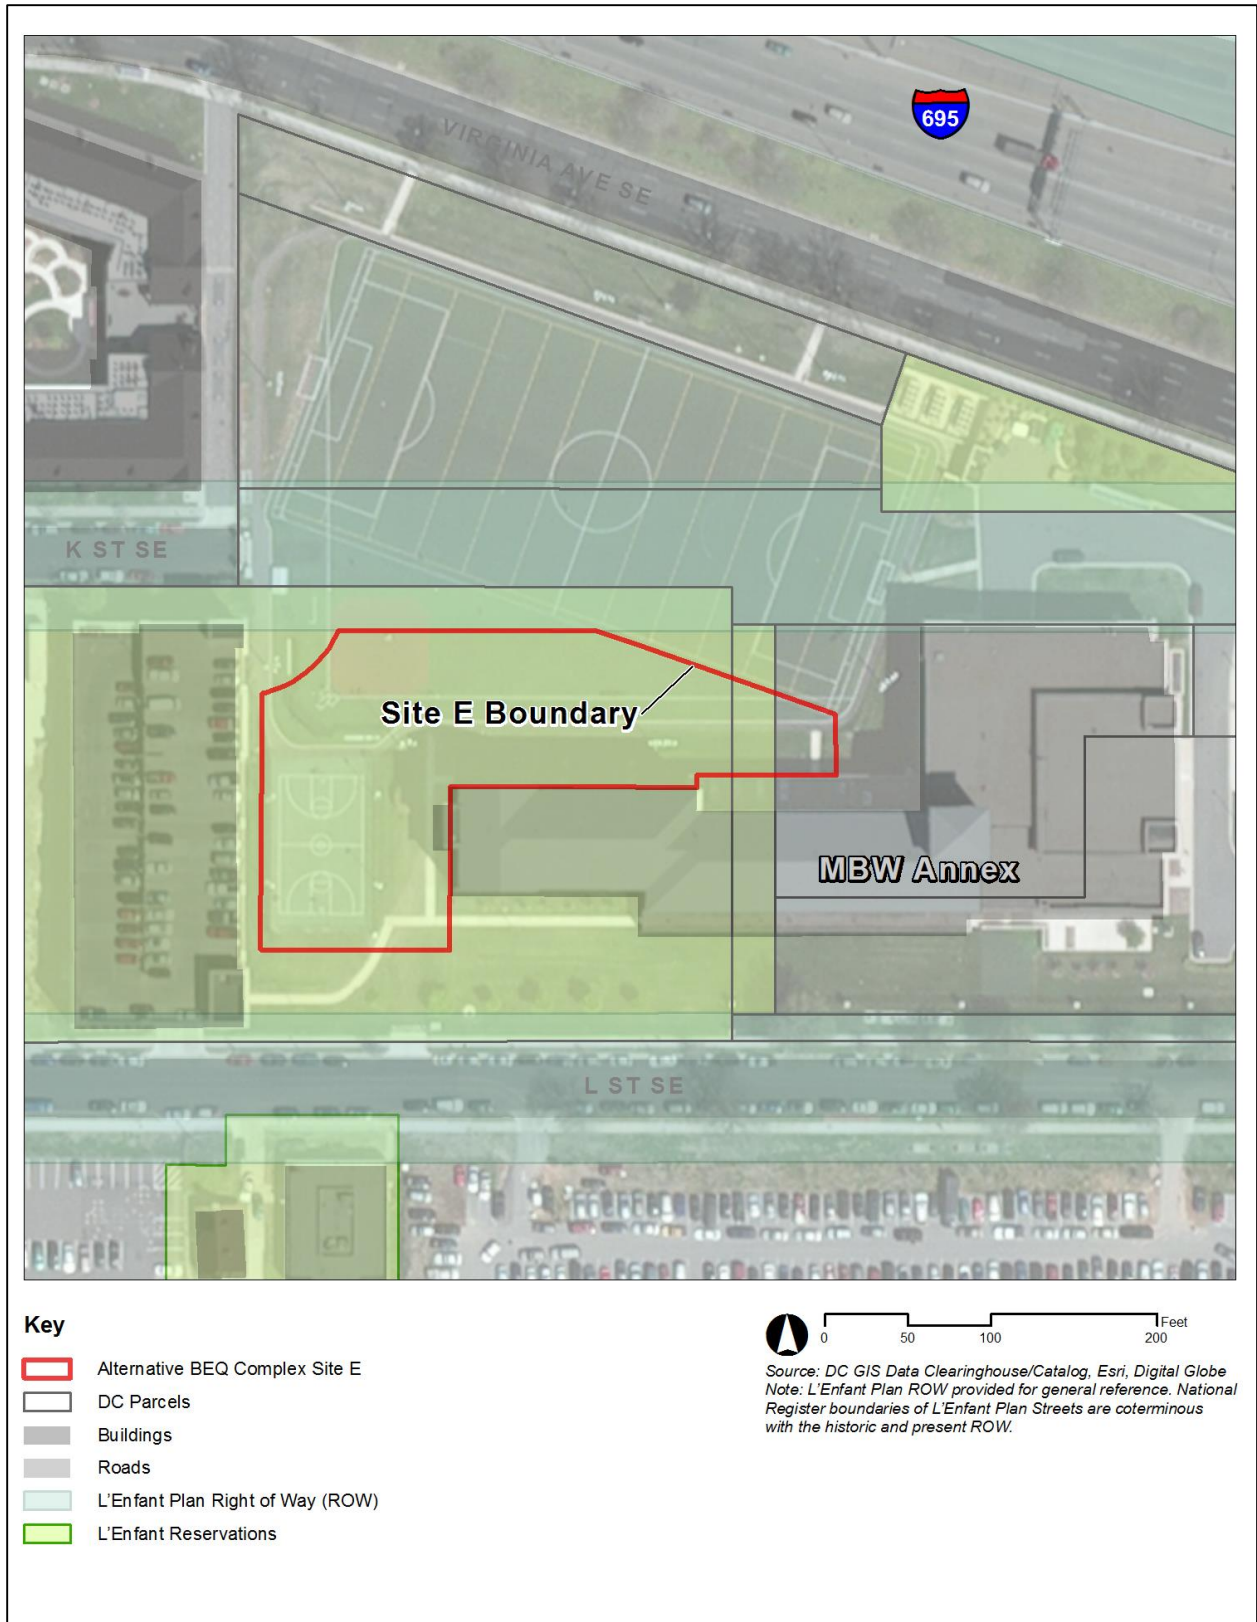 695
VIRGINIA AVE SE
K ST SE
Site E Boundary
MBW Annex
L ST SE
Key
Alternative BEQ Complex Site E
DC Parcels
Buildings
Roads
L'Enfant Plan Right of Way (ROW)
L'Enfant Reservations
Feet
0 50 100 200
Source: DC GIS Data Clearinghouse/Catalog, Esri, Digital Globe
Note: L'Enfant Plan ROW provided for general reference. National
Register boundaries of L'Enfant Plan Streets are coterminous
with the historic and present ROW.